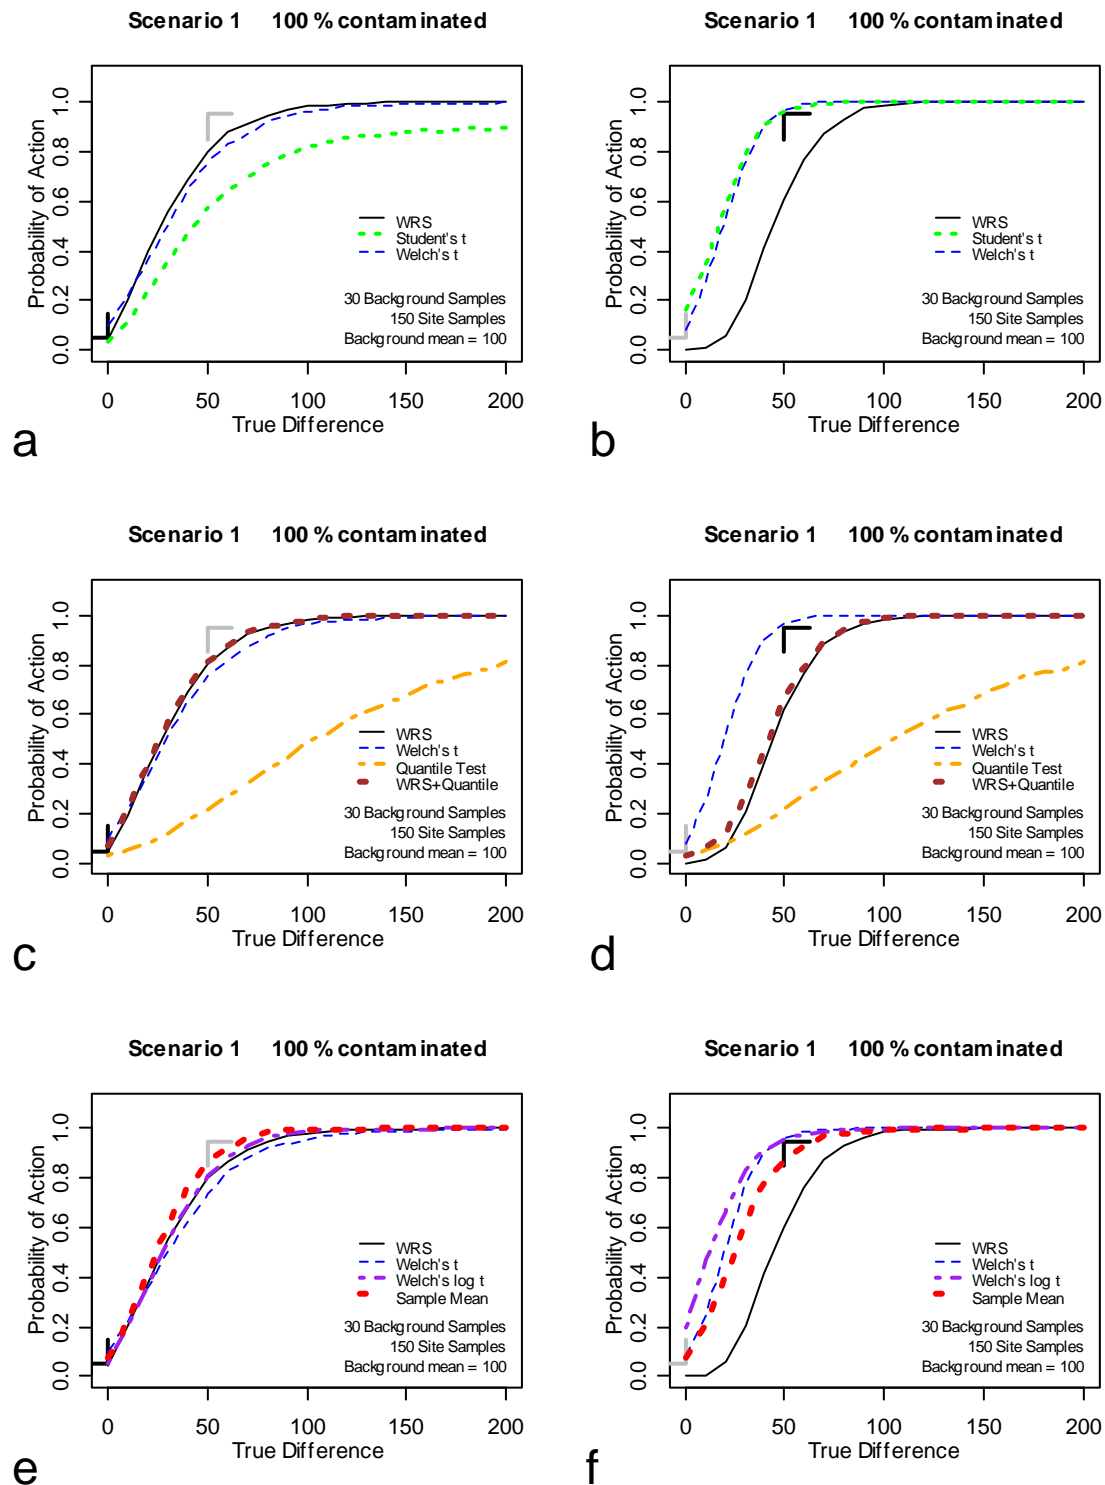 Scenario 1 100 % contaminated
Probability of Action
0.0 0.2 0.4 0.6 0.8 1.0
WRS
Student's t
Welch's t
30 Background Samples
150 Site Samples
Background mean = 100
0 50 100 150 200
True Difference
a
Scenario 1 100 % contaminated
Probability of Action
0.0 0.2 0.4 0.6 0.8 1.0
WRS
Student's t
Welch's t
30 Background Samples
150 Site Samples
Background mean = 100
0 50 100 150 200
True Difference
b
Scenario 1 100 % contaminated
Probability of Action
0.0 0.2 0.4 0.6 0.8 1.0
WRS
Welch's t
Quantile Test
WRS+Quantile
30 Background Samples
150 Site Samples
Background mean = 100
0 50 100 150 200
True Difference
c
Scenario 1 100 % contaminated
Probability of Action
0.0 0.2 0.4 0.6 0.8 1.0
WRS
Welch's t
Quantile Test
WRS+Quantile
30 Background Samples
150 Site Samples
Background mean = 100
0 50 100 150 200
True Difference
d
Scenario 1 100 % contaminated
Probability of Action
0.0 0.2 0.4 0.6 0.8 1.0
WRS
Welch's t
Welch's log t
Sample Mean
30 Background Samples
150 Site Samples
Background mean = 100
0 50 100 150 200
True Difference
e
Scenario 1 100 % contaminated
Probability of Action
0.0 0.2 0.4 0.6 0.8 1.0
WRS
Welch's t
Welch's log t
Sample Mean
30 Background Samples
150 Site Samples
Background mean = 100
0 50 100 150 200
True Difference
f